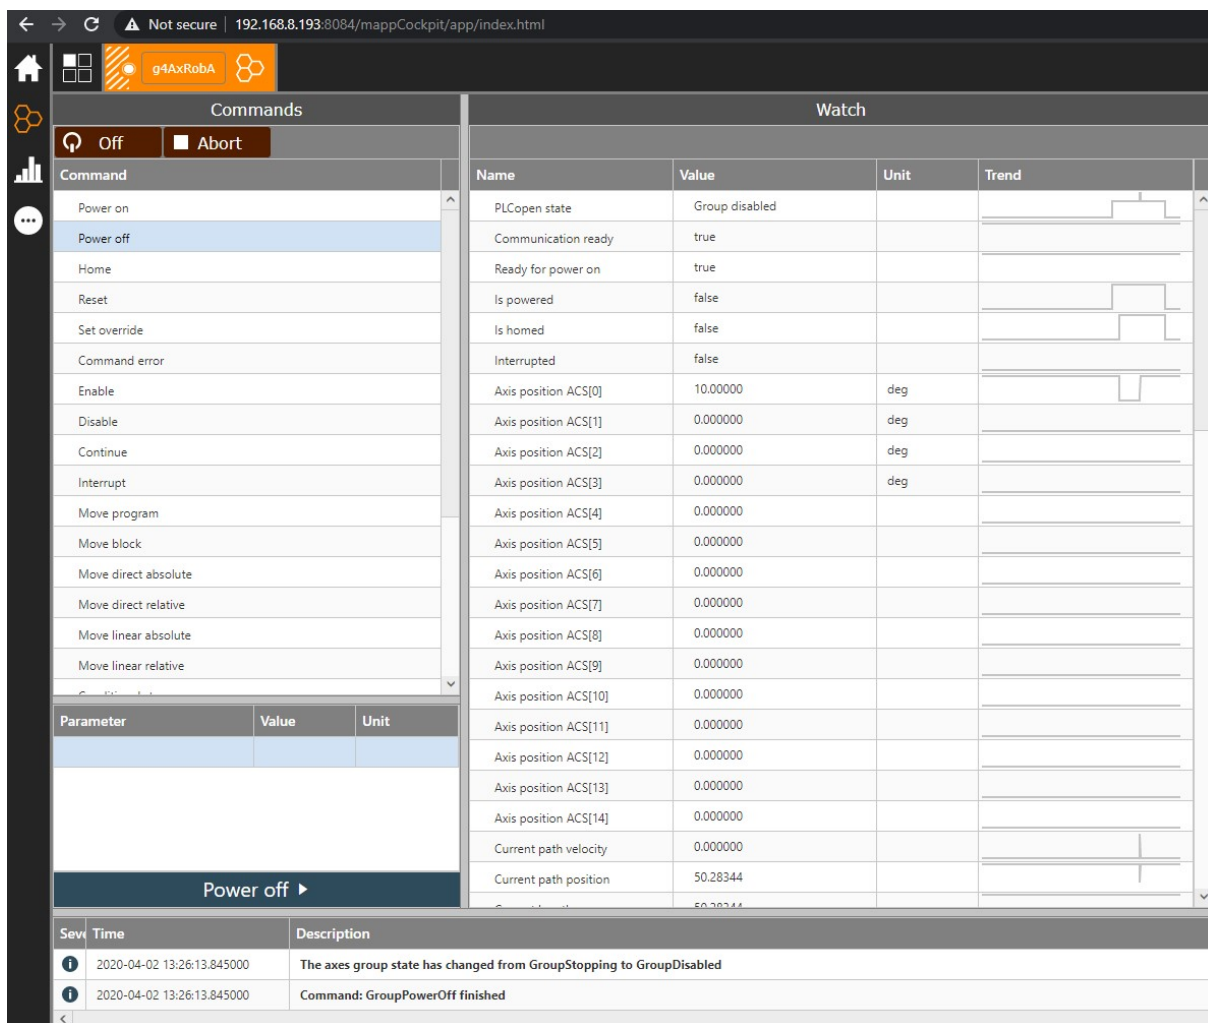 Not secure | 192.168.8.193:8084/mappCockpit/app/index.html
g4AxRobA
Commands
Off Abort
Command
Power on
Power off
Home
Reset
Set override
Command error
Enable
Disable
Continue
Interrupt
Move program
Move block
Move direct absolute
Move direct relative
Move linear absolute
Move linear relative
Parameter Value Unit
Power off
Watch
Name Value Unit Trend
PLCopen state Group disabled
Communication ready true
Ready for power on true
Is powered false
Is homed false
Interrupted false
Axis position ACS[0] 10.00000 deg
Axis position ACS[1] 0.000000 deg
Axis position ACS[2] 0.000000 deg
Axis position ACS[3] 0.000000 deg
Axis position ACS[4] 0.000000
Axis position ACS[5] 0.000000
Axis position ACS[6] 0.000000
Axis position ACS[7] 0.000000
Axis position ACS[8] 0.000000
Axis position ACS[9] 0.000000
Axis position ACS[10] 0.000000
Axis position ACS[11] 0.000000
Axis position ACS[12] 0.000000
Axis position ACS[13] 0.000000
Axis position ACS[14] 0.000000
Current path velocity 0.000000
Current path position 50.28344
Seve Time Description
2020-04-02 13:26:13.845000 The axes group state has changed from GroupStopping to GroupDisabled
2020-04-02 13:26:13.845000 Command: GroupPowerOff finished